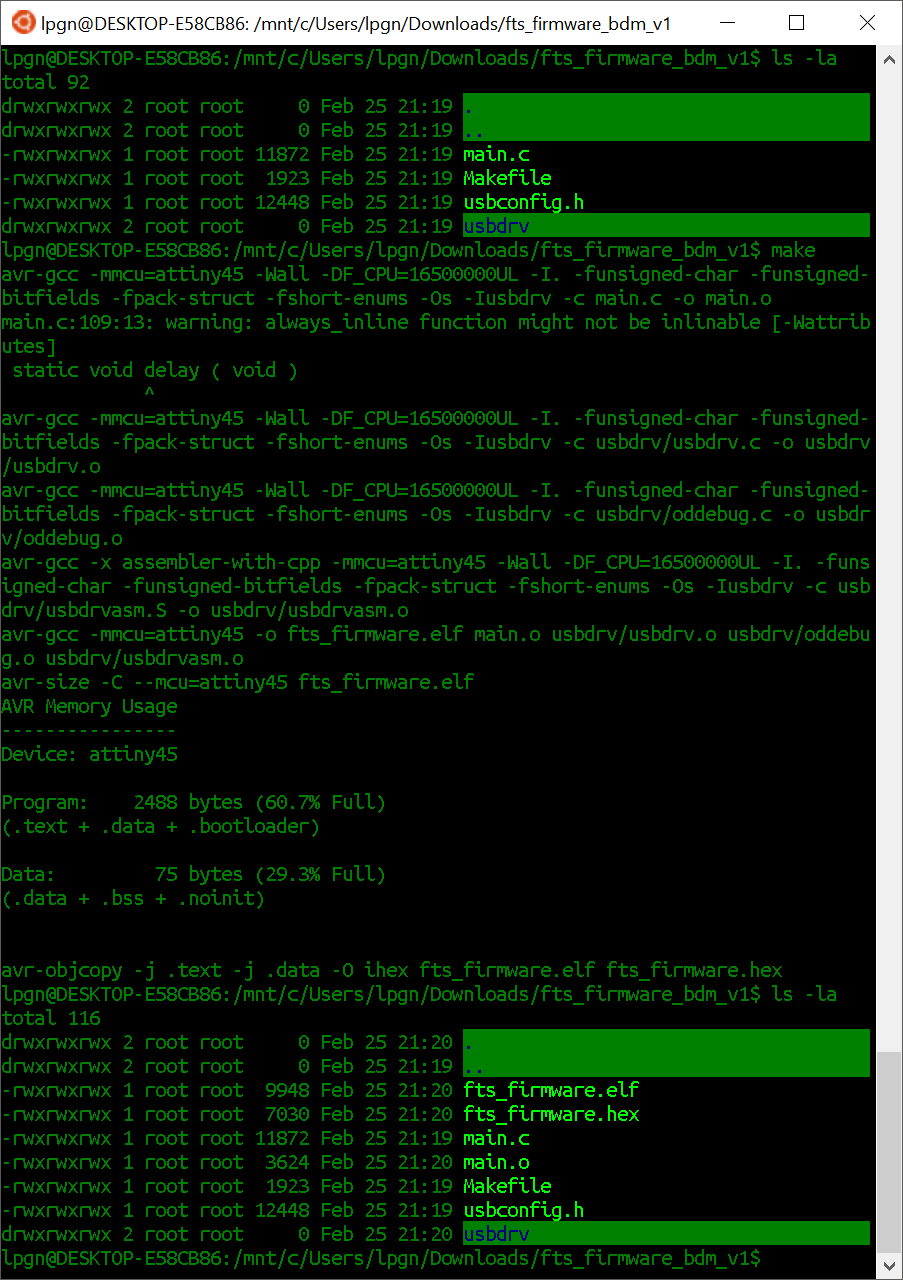 lpgn@DESKTOP-E58CB86: /mnt/c/Users/lpgn/Downloads/fts_firmware_bdm_v1
lpgn@DESKTOP-E58CB86:/mnt/c/Users/lpgn/Downloads/fts_firmware_bdm_v1$ ls -la
total 92
drwxrwxrwx 2 root root     0 Feb 25 21:19 .
drwxrwxrwx 2 root root     0 Feb 25 21:19 ..
-rwxrwxrwx 1 root root 11872 Feb 25 21:19 main.c
-rwxrwxrwx 1 root root  1923 Feb 25 21:19 Makefile
-rwxrwxrwx 1 root root 12448 Feb 25 21:19 usbconfig.h
drwxrwxrwx 2 root root     0 Feb 25 21:19 usbdrv
lpgn@DESKTOP-E58CB86:/mnt/c/Users/lpgn/Downloads/fts_firmware_bdm_v1$ make
avr-gcc -mmcu=attiny45 -Wall -DF_CPU=16500000UL -I. -funsigned-char -funsigned-
bitfields -fpack-struct -fshort-enums -Os -Iusbdrv -c main.c -o main.o
main.c:109:13: warning: always_inline function might not be inlinable [-Wattrib
utes]
 static void delay ( void )
             ^
avr-gcc -mmcu=attiny45 -Wall -DF_CPU=16500000UL -I. -funsigned-char -funsigned-
bitfields -fpack-struct -fshort-enums -Os -Iusbdrv -c usbdrv/usbdrv.c -o usbdrv
/usbdrv.o
avr-gcc -mmcu=attiny45 -Wall -DF_CPU=16500000UL -I. -funsigned-char -funsigned-
bitfields -fpack-struct -fshort-enums -Os -Iusbdrv -c usbdrv/oddebug.c -o usbdr
v/oddebug.o
avr-gcc -x assembler-with-cpp -mmcu=attiny45 -Wall -DF_CPU=16500000UL -I. -funs
igned-char -funsigned-bitfields -fpack-struct -fshort-enums -Os -Iusbdrv -c usb
drv/usbdrvasm.S -o usbdrv/usbdrvasm.o
avr-gcc -mmcu=attiny45 -o fts_firmware.elf main.o usbdrv/usbdrv.o usbdrv/oddebu
g.o usbdrv/usbdrvasm.o
avr-size -C --mcu=attiny45 fts_firmware.elf
AVR Memory Usage
----------------
Device: attiny45
Program:    2488 bytes (60.7% Full)
(.text + .data + .bootloader)
Data:         75 bytes (29.3% Full)
(.data + .bss + .noinit)
avr-objcopy -j .text -j .data -O ihex fts_firmware.elf fts_firmware.hex
lpgn@DESKTOP-E58CB86:/mnt/c/Users/lpgn/Downloads/fts_firmware_bdm_v1$ ls -la
total 116
drwxrwxrwx 2 root root     0 Feb 25 21:20 .
drwxrwxrwx 2 root root     0 Feb 25 21:19 ..
-rwxrwxrwx 1 root root  9948 Feb 25 21:20 fts_firmware.elf
-rwxrwxrwx 1 root root  7030 Feb 25 21:20 fts_firmware.hex
-rwxrwxrwx 1 root root 11872 Feb 25 21:19 main.c
-rwxrwxrwx 1 root root  3624 Feb 25 21:20 main.o
-rwxrwxrwx 1 root root  1923 Feb 25 21:19 Makefile
-rwxrwxrwx 1 root root 12448 Feb 25 21:19 usbconfig.h
drwxrwxrwx 2 root root     0 Feb 25 21:20 usbdrv
lpgn@DESKTOP-E58CB86:/mnt/c/Users/lpgn/Downloads/fts_firmware_bdm_v1$